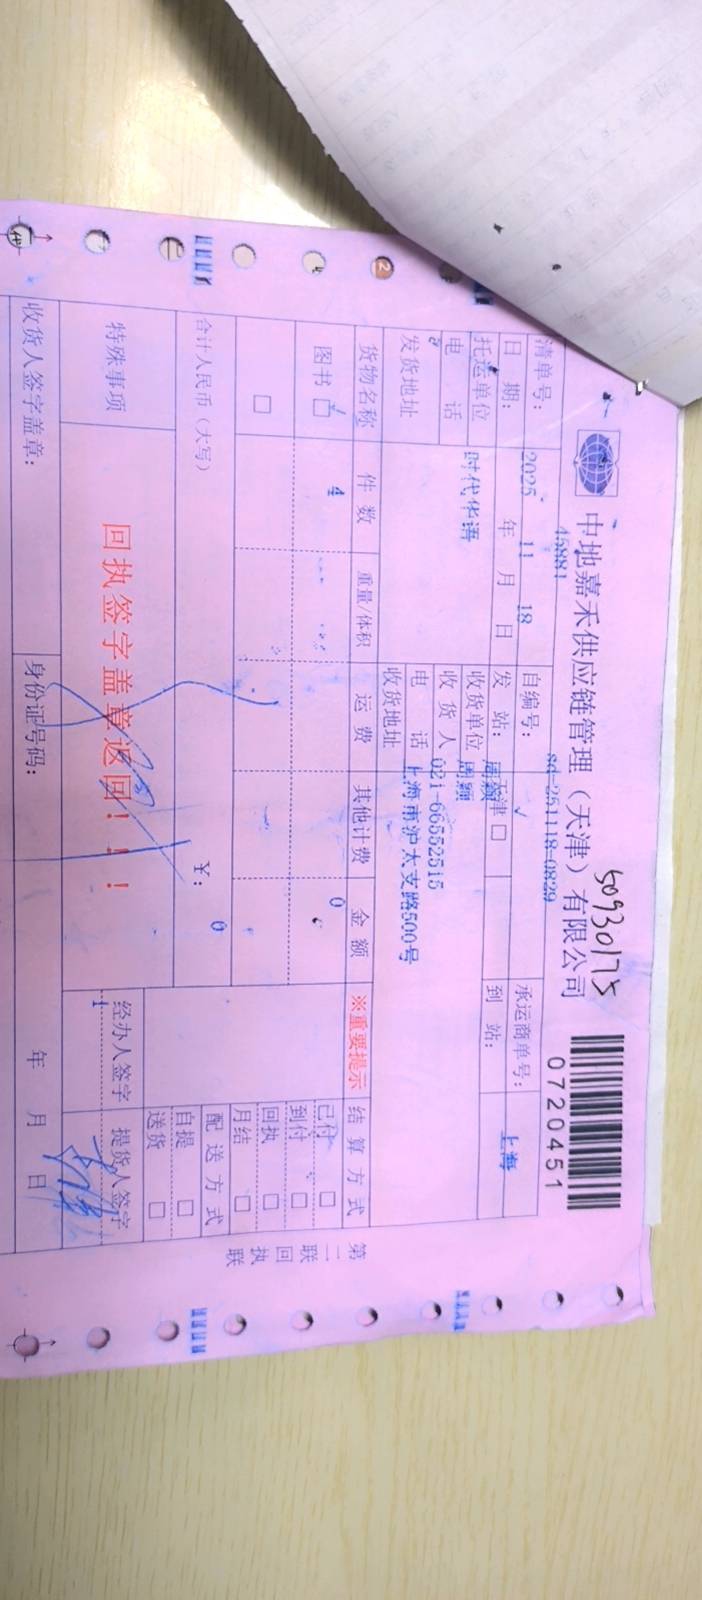 50930175
中地嘉禾供应链管理（天津）有限公司
0720451
清单号： 45881 自编号： sd-251118-0829 承运商单号：
日 期： 2025 年 11 月 18 日 发 站： 天津 到 站： 上海
托运单位 时代华语 收货单位 周颖
电 话 收 货 人 周颖
发货地址 电 话 021-66552515
收货地址 上海市沪太支路500号
货物名称 件 数 重量/体积 运 费 其他计费 金 额 ※重要提示 结 算 方 式
图书 4 0 已付
到付
回执
月结
合计人民币（大写） ￥： 0 配 送 方 式
自提
送货
特殊事项 回执签字盖章返回！！！ 经办人签字 提货人签字
1
收货人签字盖章： 身份证号码： 年 月 日
第二联 回执联